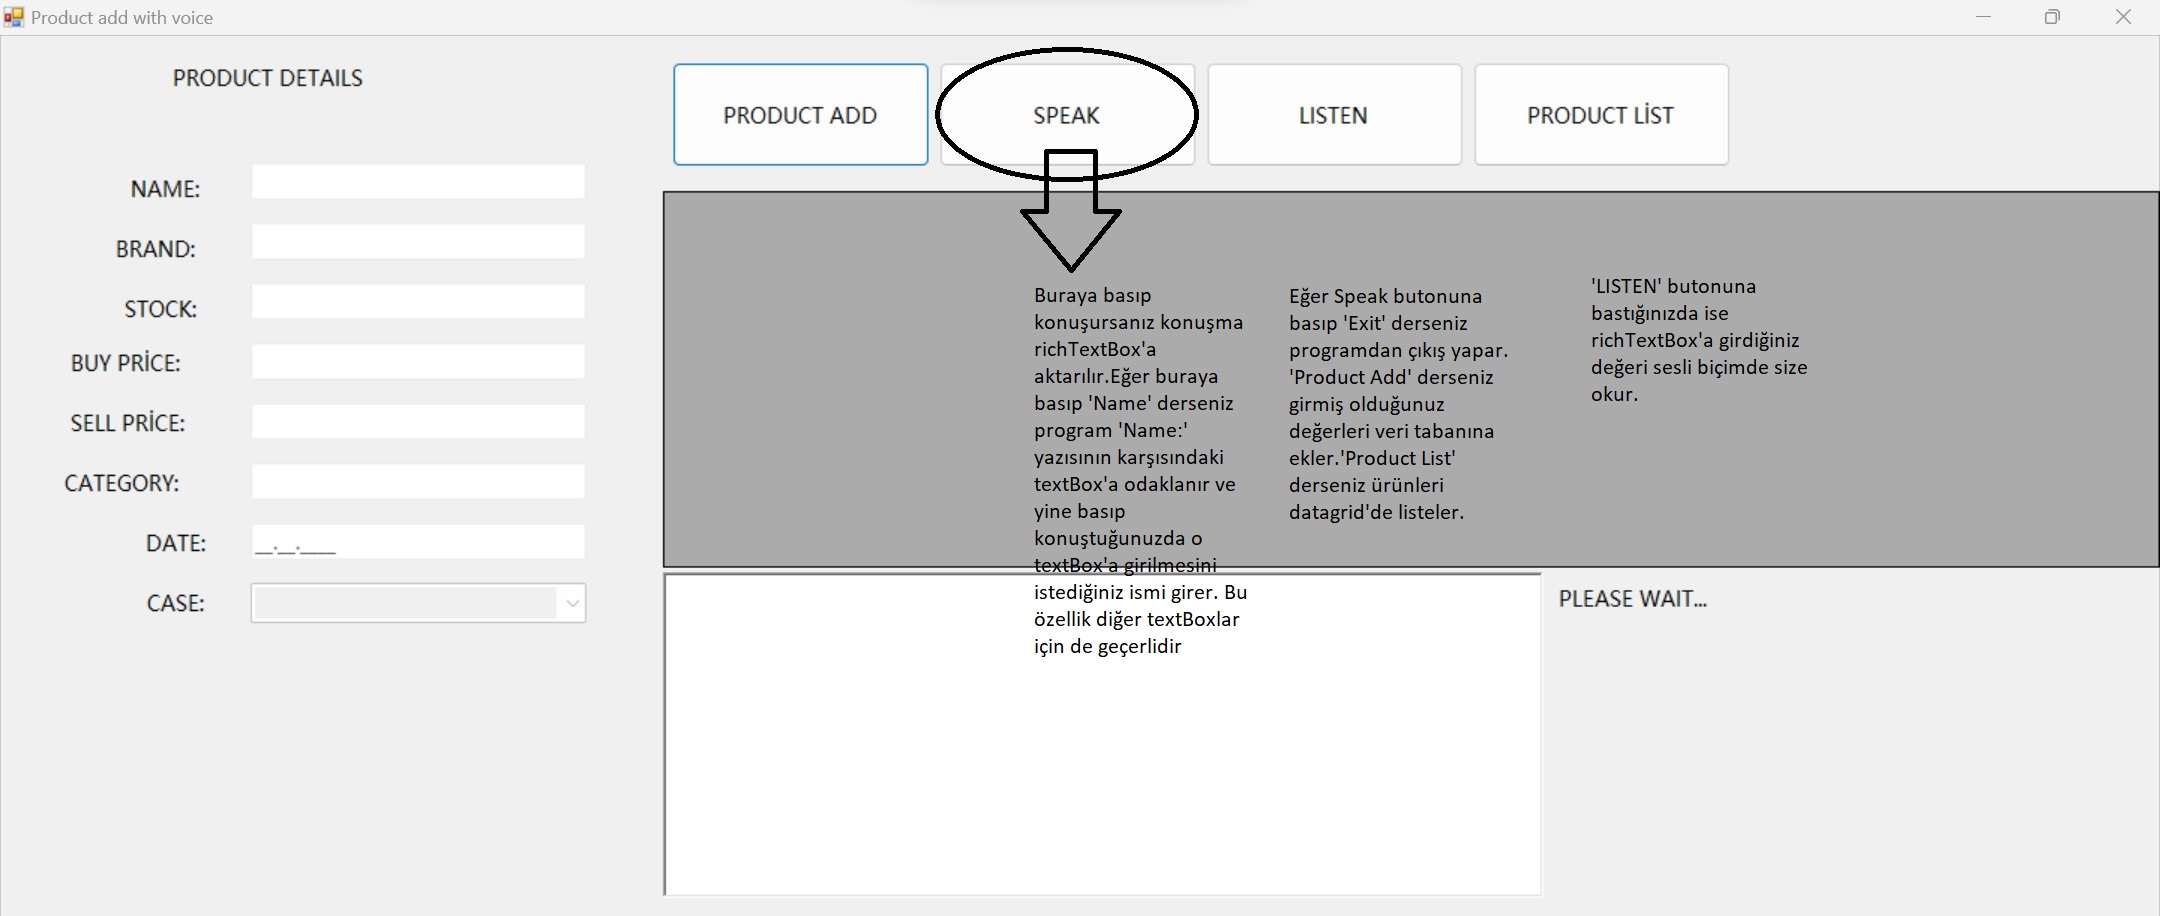 Product add with voice
PRODUCT DETAILS
NAME:
BRAND:
STOCK:
BUY PRİCE:
SELL PRİCE:
CATEGORY:
DATE:
__.__.____
CASE:
PRODUCT ADD
SPEAK
LISTEN
PRODUCT LİST
Buraya basıp
konuşursanız konuşma
richTextBox'a
aktarılır.Eğer buraya
basıp 'Name' derseniz
program 'Name:'
yazısının karşısındaki
textBox'a odaklanır ve
yine basıp
konuştuğunuzda o
textBox'a girilmesini
istediğiniz ismi girer. Bu
özellik diğer textBoxlar
için de geçerlidir
Eğer Speak butonuna
basıp 'Exit' derseniz
programdan çıkış yapar.
'Product Add' derseniz
girmiş olduğunuz
değerleri veri tabanına
ekler.'Product List'
derseniz ürünleri
datagrid'de listeler.
'LISTEN' butonuna
bastığınızda ise
richTextBox'a girdiğiniz
değeri sesli biçimde size
okur.
PLEASE WAIT...